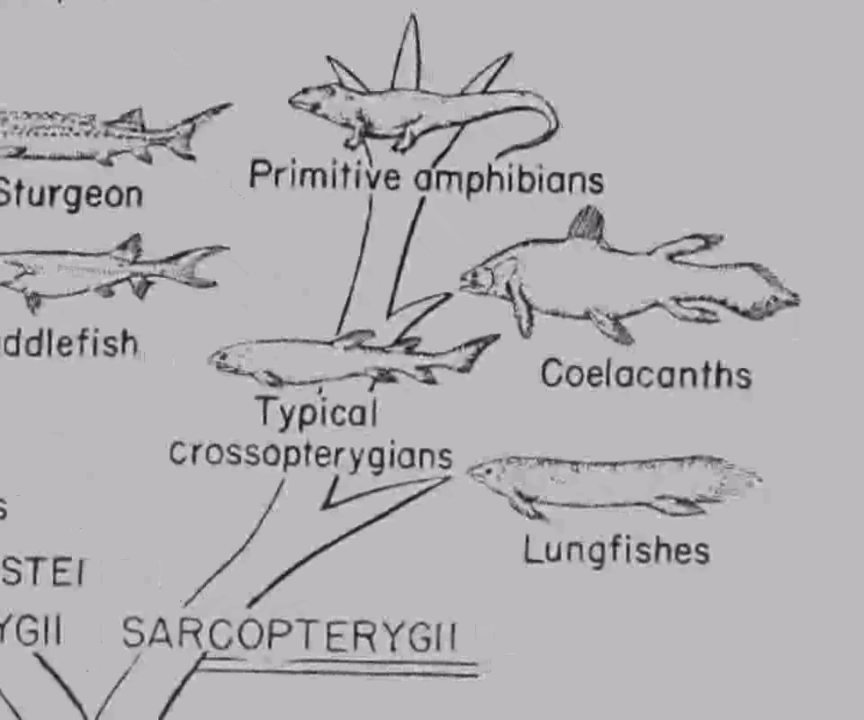 Primitive amphibians
Sturgeon
ddlefish
Coelacanths
Typical
crossopterygians
Lungfishes
s
STEI
YGII
SARCOPTERYGII